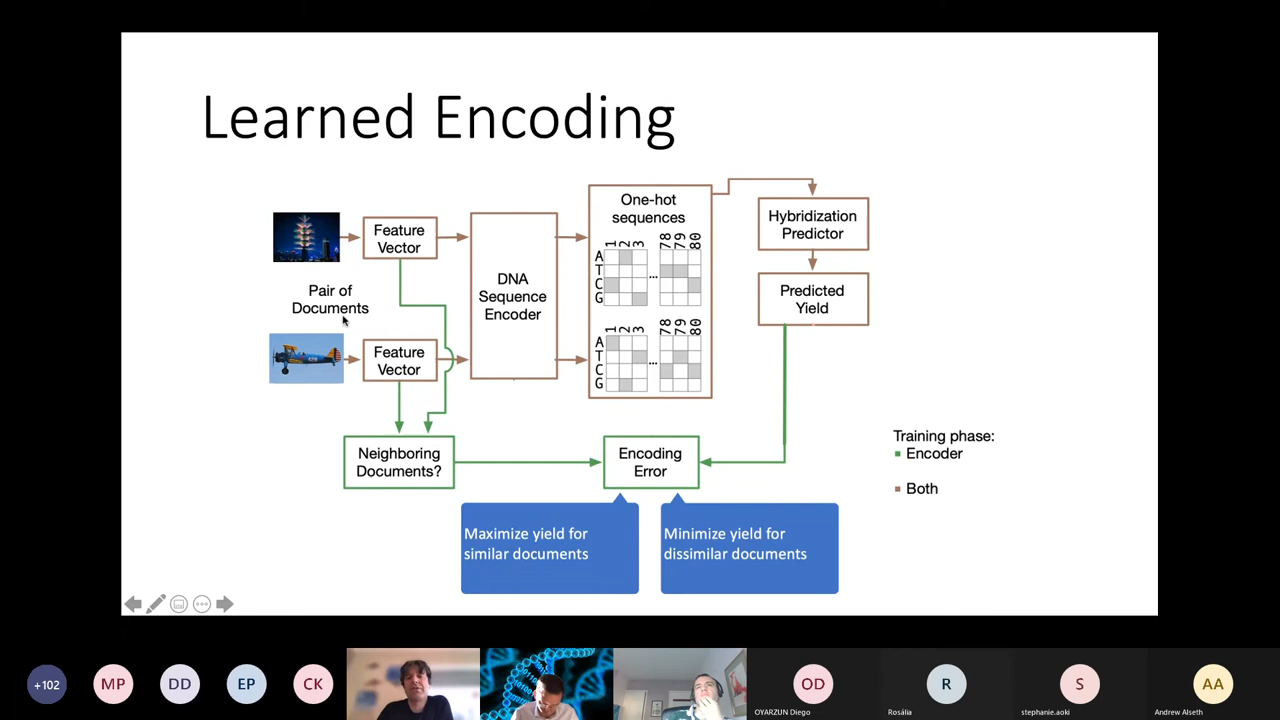 Learned Encoding
Feature
Vector
Pair of
Documents
Feature
Vector
DNA
Sequence
Encoder
One-hot
sequences
1 2 3 78 79 80
A
T
C
G
...
1 2 3 78 79 80
A
T
C
G
...
Hybridization
Predictor
Predicted
Yield
Neighboring
Documents?
Encoding
Error
Training phase:
Encoder
Both
Maximize yield for
similar documents
Minimize yield for
dissimilar documents
+102
MP
DD
EP
CK
OD
OYARZUN Diego
R
Rosália
S
stephanie.aoki
AA
Andrew Alseth